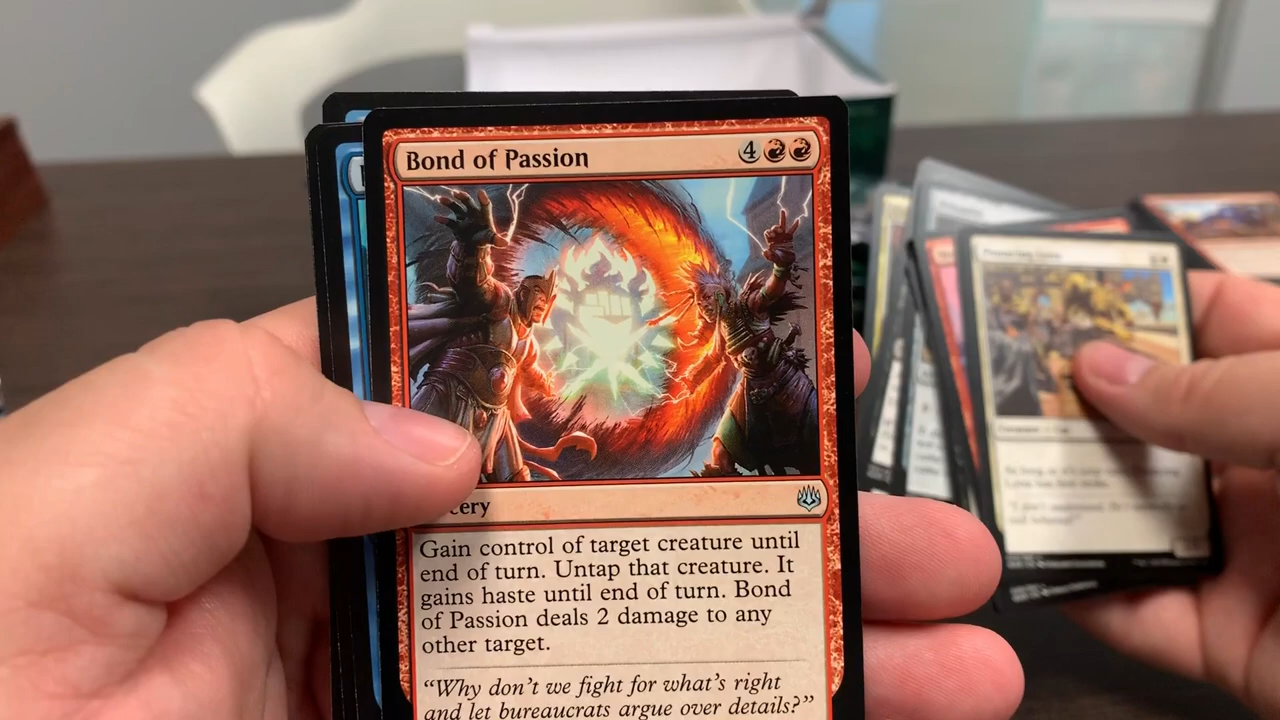 Bond of Passion 4
cery
Gain control of target creature until
end of turn. Untap that creature. It
gains haste until end of turn. Bond
of Passion deals 2 damage to any
other target.
“Why don’t we fight for what’s right
and let bureaucrats argue over details?”